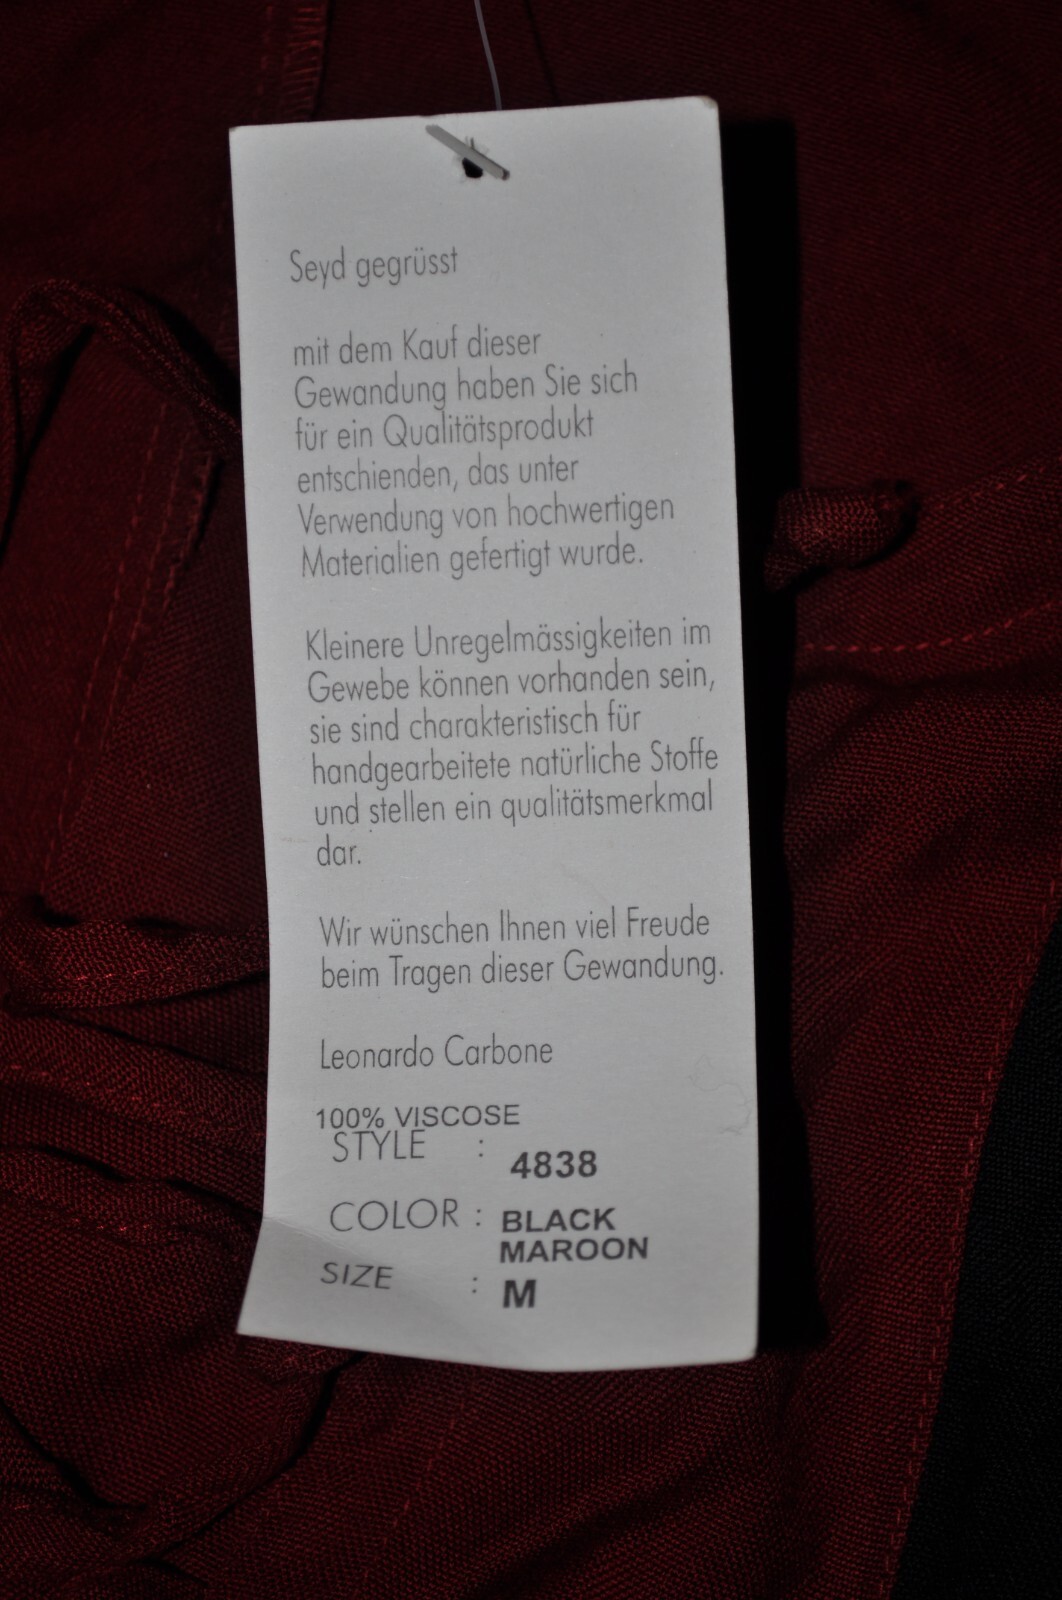 Seyd gegrüsst
mit dem Kauf dieser
Gewandung haben Sie sich
für ein Qualitätsprodukt
entschienden, das unter
Verwendung von hochwertigen
Materialien gefertigt wurde.
Kleinere Unregelmässigkeiten im
Gewebe können vorhanden sein,
sie sind charakteristisch für
handgearbeitete natürliche Stoffe
und stellen ein qualitätsmerkmal
dar.
Wir wünschen Ihnen viel Freude
beim Tragen dieser Gewandung.
Leonardo Carbone
100% VISCOSE
STYLE : 4838
COLOR : BLACK
MAROON
SIZE : M